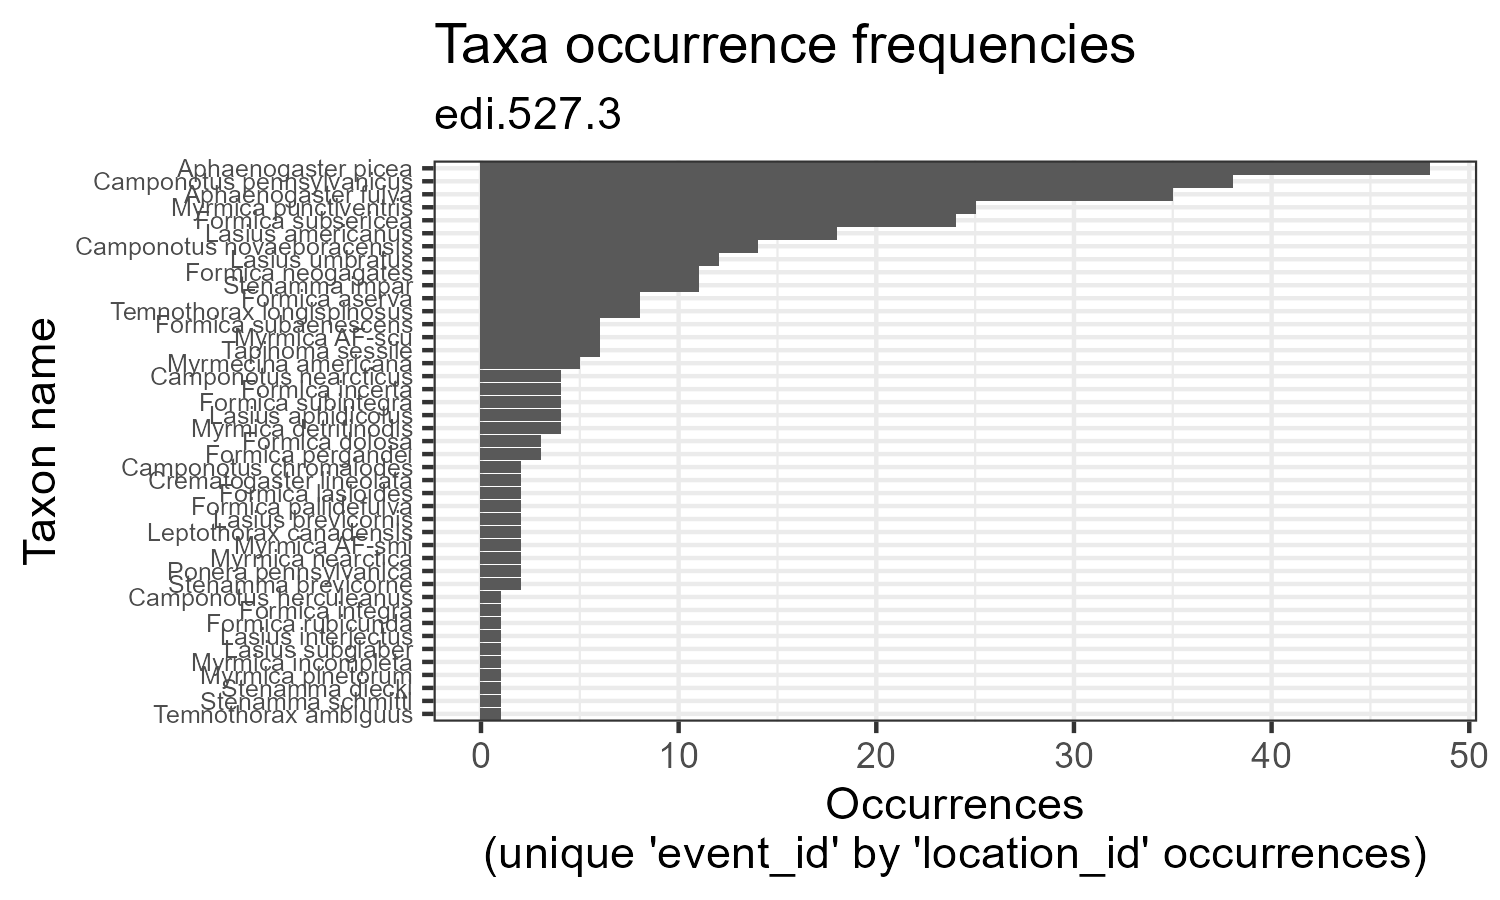 Taxa occurrence frequencies
edi.527.3
Taxon name
Aphaenogaster picea
Camponotus pennsylvanicus
Aphaenogaster fulva
Myrmica punctiventris
Formica subsericea
Lasius americanus
Camponotus novaeboracensis
Lasius umbratus
Formica neogagates
Stenamma impar
Formica aserva
Temnothorax longispinosus
Formica subaenescens
Myrmica AF-scu
Tapinoma sessile
Myrmecina americana
Camponotus nearcticus
Formica incerta
Formica subintegra
Lasius aphidicolus
Myrmica detritinodis
Formica dolosa
Formica pergandei
Camponotus chromaiodes
Crematogaster lineolata
Formica lasioides
Formica pallidefulva
Lasius brevicornis
Leptothorax canadensis
Myrmica AF-smi
Myrmica nearctica
Ponera pennsylvanica
Stenamma brevicorne
Camponotus herculeanus
Formica integra
Formica rubicunda
Lasius interjectus
Lasius subglaber
Myrmica incompleta
Myrmica pinetorum
Stenamma diecki
Stenamma schmitti
Temnothorax ambiguus
0 10 20 30 40 50
Occurrences
(unique 'event_id' by 'location_id' occurrences)